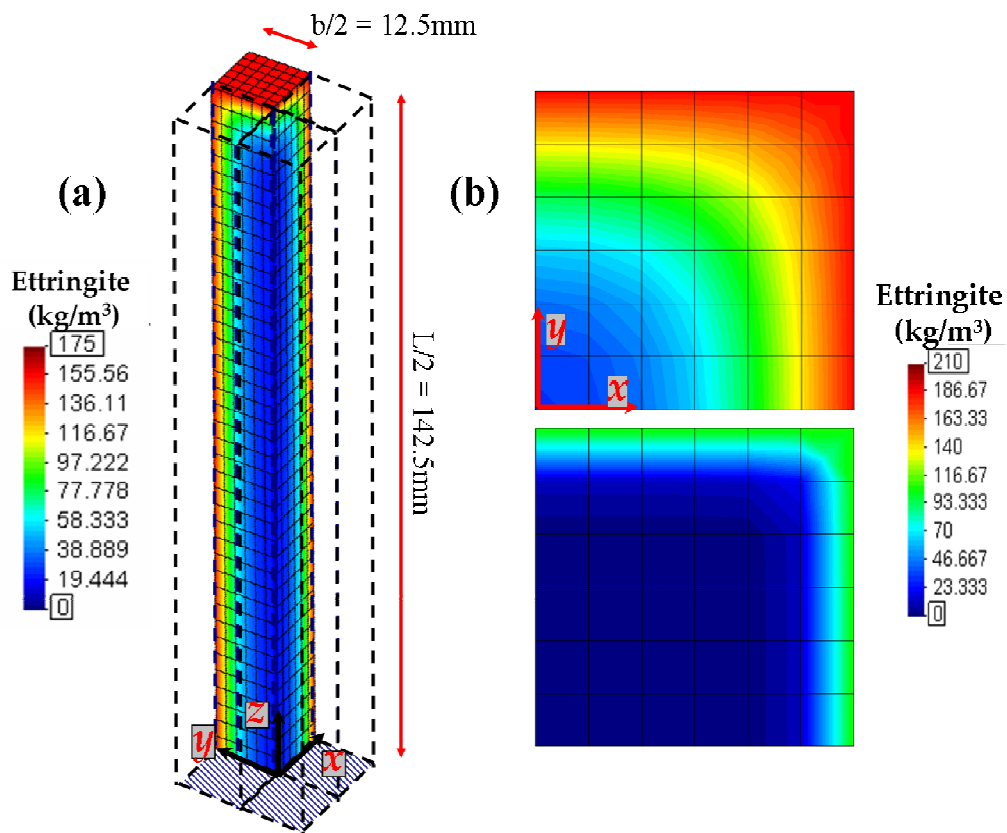 b/2 = 12.5mm
(a)
(b)
Ettringite
(kg/m³)
175
155.56
136.11
116.67
97.222
77.778
58.333
38.889
19.444
0
L/2 = 142.5mm
z
y
x
y
x
Ettringite
(kg/m³)
210
186.67
163.33
140
116.67
93.333
70
46.667
23.333
0